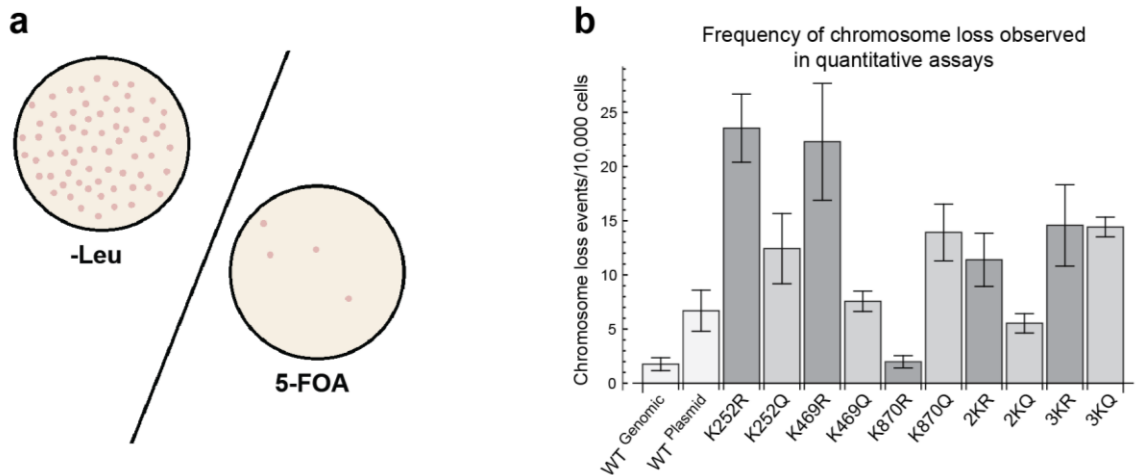 a
-Leu
5-FOA
b
Frequency of chromosome loss observed
in quantitative assays
Chromosome loss events/10,000 cells
25
20
15
10
5
0
WT Genomic
WT Plasmid
K252R
K252Q
K469R
K469Q
K870R
K870Q
2KR
2KQ
3KR
3KQ